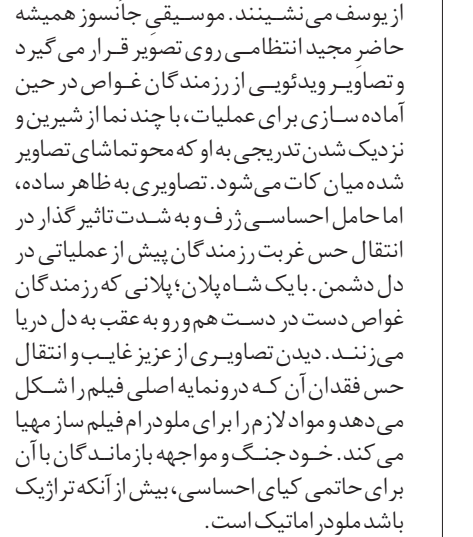 از یوسف می‌نشینند. موسیقیِ جانسوز همیشه
حاضرِ مجید انتظامی روی تصویر قرار می‌گیرد
و تصاویر ویدئویی از رزمندگان غواص در حین
آماده‌سازی برای عملیات، با چند نما از شیرین و
نزدیک شدن تدریجی به او که محو تماشای تصاویر
شده میان کات می‌شود. تصاویری به ظاهر ساده،
اما حامل احساسی ژرف و به شدت تاثیرگذار در
انتقال حس غربت رزمندگان پیش از عملیاتی در
دل دشمن. با یک شاه پلان؛ پلانی که رزمندگان
غواص دست در دست هم و رو به عقب به دل دریا
می‌زنند. دیدن تصاویری از عزیز غایب و انتقال
حس فقدان آن که درونمایه اصلی فیلم را شکل
می‌دهد و مواد لازم را برای ملودرام فیلم‌ساز مهیا
می‌کند. خود جنگ و مواجهه بازماندگان با آن
برای حاتمی کیای احساسی، بیش از آنکه تراژیک
باشد ملودراماتیک است.